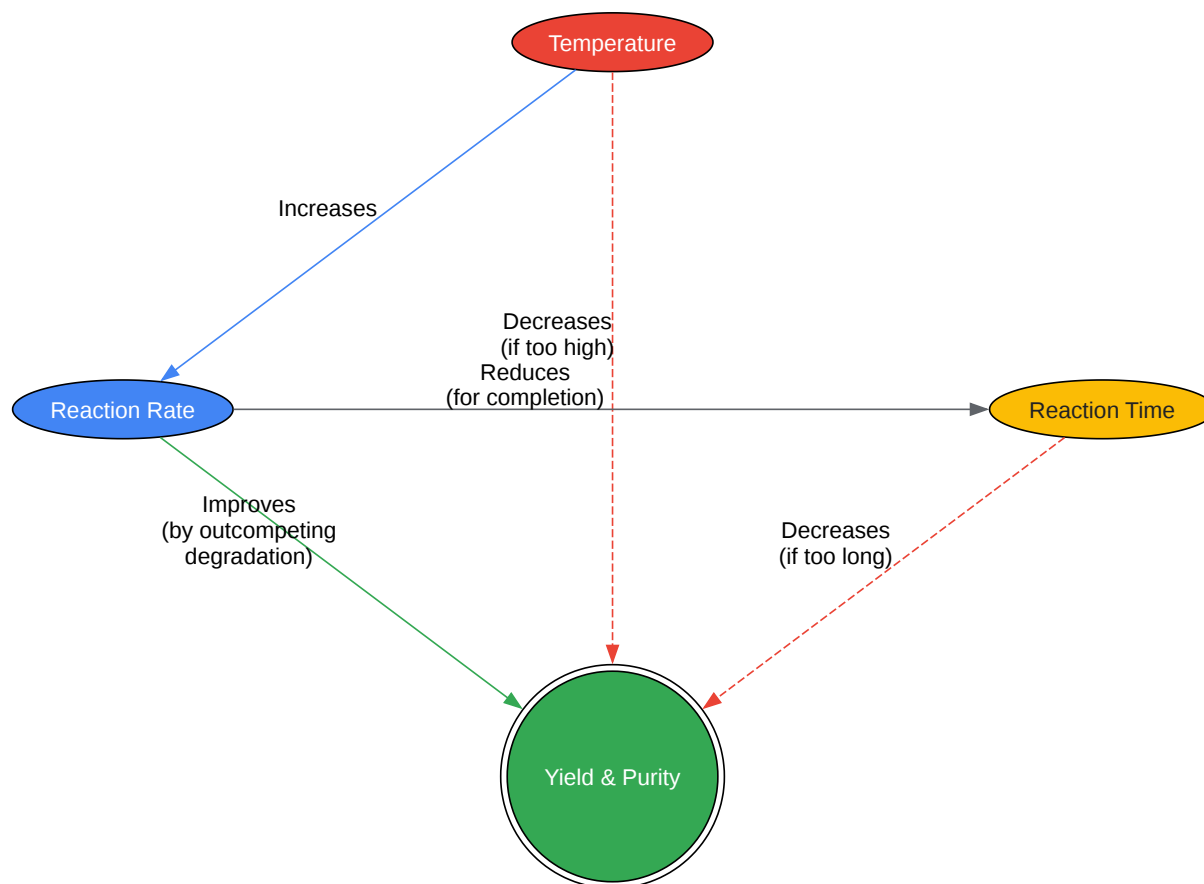 Temperature
Increases
Decreases
(if too high)
Reduces
(for completion)
Reaction Rate
Reaction Time
Improves
(by outcompeting
degradation)
Decreases
(if too long)
Yield & Purity